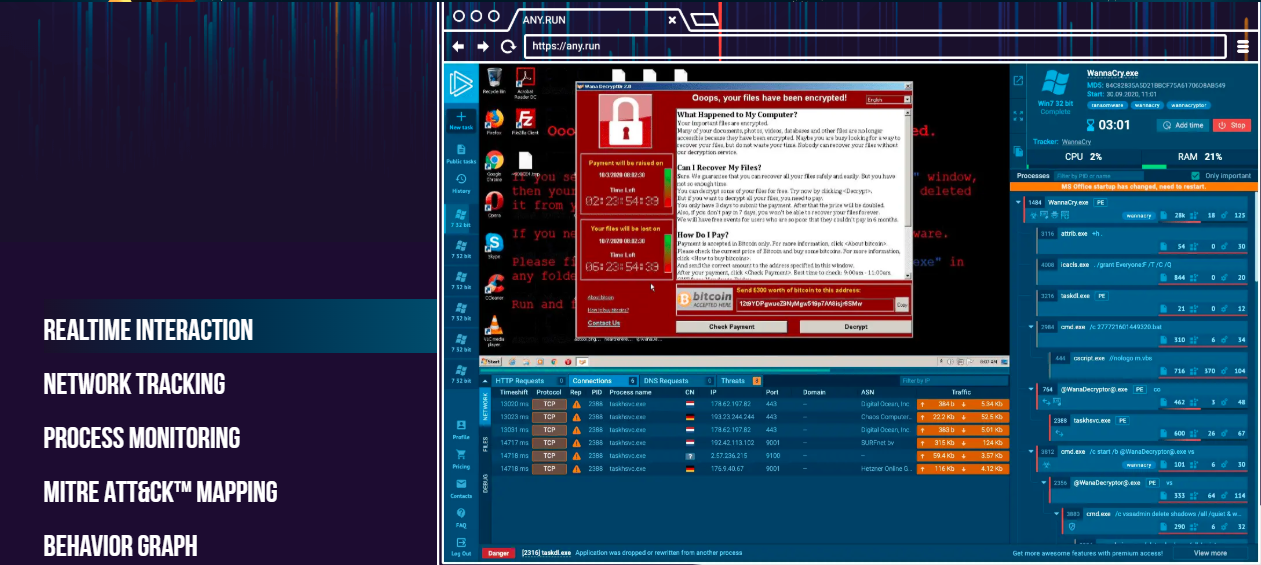 REALTIME INTERACTION
NETWORK TRACKING
PROCESS MONITORING
MITRE ATT&CK™ MAPPING
BEHAVIOR GRAPH
ANY.RUN
https://any.run
New task
Public tasks
History
7 32 bit
7 32 bit
7 32 bit
7 32 bit
7 32 bit
7 32 bit
Profile
Pricing
Contacts
FAQ
Log Out
Recycle Bin
Acrobat Reader DC
Firefox
FileZilla Client
Google Chrome
Opera
Skype
CCleaner
VLC media player
Ooo
ed.
If you se
window,
then your
deleted
it from y
If you ne
ware.
Please fi
exe" in
any folde
Run and f
Wana Decrypt0r 2.0
Ooops, your files have been encrypted!
English
Payment will be raised on
10/3/2020 08:02:30
Time Left
02:23:54:39
Your files will be lost on
10/7/2020 08:02:30
Time Left
06:23:54:39
About bitcoin
How to buy bitcoins?
Contact Us
What Happened to My Computer?
Your important files are encrypted.
Many of your documents, photos, videos, databases and other files are no longer
accessible because they have been encrypted. Maybe you are busy looking for a way to
recover your files, but do not waste your time. Nobody can recover your files without
our decryption service.
Can I Recover My Files?
Sure. We guarantee that you can recover all your files safely and easily. But you have
not so enough time.
You can decrypt some of your files for free. Try now by clicking <Decrypt>.
But if you want to decrypt all your files, you need to pay.
You only have 3 days to submit the payment. After that the price will be doubled.
Also, if you don't pay in 7 days, you won't be able to recover your files forever.
We will have free events for users who are so poor that they couldn't pay in 6 months.
How Do I Pay?
Payment is accepted in Bitcoin only. For more information, click <About bitcoin>.
Please check the current price of Bitcoin and buy some bitcoins. For more information,
click <How to buy bitcoins>.
And send the correct amount to the address specified in this window.
After your payment, click <Check Payment>. Best time to check: 9:00am - 11:00am
bitcoin
ACCEPTED HERE
Send $300 worth of bitcoin to this address:
Copy
Check Payment
Decrypt
Start
HTTP Requests 0
Connections 6
DNS Requests 0
Threats 8
Filter by IP
NETWORK
FILES
DEBUG
Timeshift Protocol Rep PID Process name CN IP Port Domain ASN Traffic
13020 ms TCP 2388 taskhsvc.exe 178.62.197.82 443 – Digital Ocean, Inc 384 b 5.34 Kb
13023 ms TCP 2388 taskhsvc.exe 193.23.244.244 443 – Chaos Computer... 22.2 Kb 52.5 Kb
13031 ms TCP 2388 taskhsvc.exe 178.62.197.82 443 – Digital Ocean, Inc 383 b 5.01 Kb
14717 ms TCP 2388 taskhsvc.exe 192.42.113.102 9001 – SURFnet bv 315 Kb 124 Kb
14718 ms TCP 2388 taskhsvc.exe ? 2.57.236.215 9100 – – 59.4 Kb 3.57 Kb
14718 ms TCP 2388 taskhsvc.exe 176.9.40.67 9001 – Hetzner Online G... 116 Kb 4.12 Kb
Danger [2316] taskdl.exe Application was dropped or rewritten from another process
WannaCry.exe
MD5: 84C82835A5D21BBCF75A61706D8AB549
Start: 30.09.2020, 11:01
Win7 32 bit
Complete
ransomware wannacry wannacryptor
03:01
Add time
Stop
Tracker: WannaCry
CPU 2%
RAM 21%
Processes
Filter by PID or name
Only important
MS Office startup has changed, need in restart.
1484 WannaCry.exe PE
wannacry 28k 18 125
3116 attrib.exe +h .
54 0 30
4008 icacls.exe . /grant Everyone:F /T /C /Q
844 0 20
3216 taskdl.exe PE
21 0 12
2984 cmd.exe /c 277721601449320.bat
310 6 34
444 cscript.exe //nologo m.vbs
716 570 104
764 @WanaDecryptor@.exe PE co
462 3 48
2388 taskhsvc.exe PE
600 26 67
3812 cmd.exe /c start /b @WanaDecryptor@.exe vs
wannacry 101 6 30
2356 @WanaDecryptor@.exe PE vs
333 64 114
3883 cmd.exe /c vssadmin delete shadows /all /quiet & w...
290 6 32
Get more awesome features with premium access!
View more